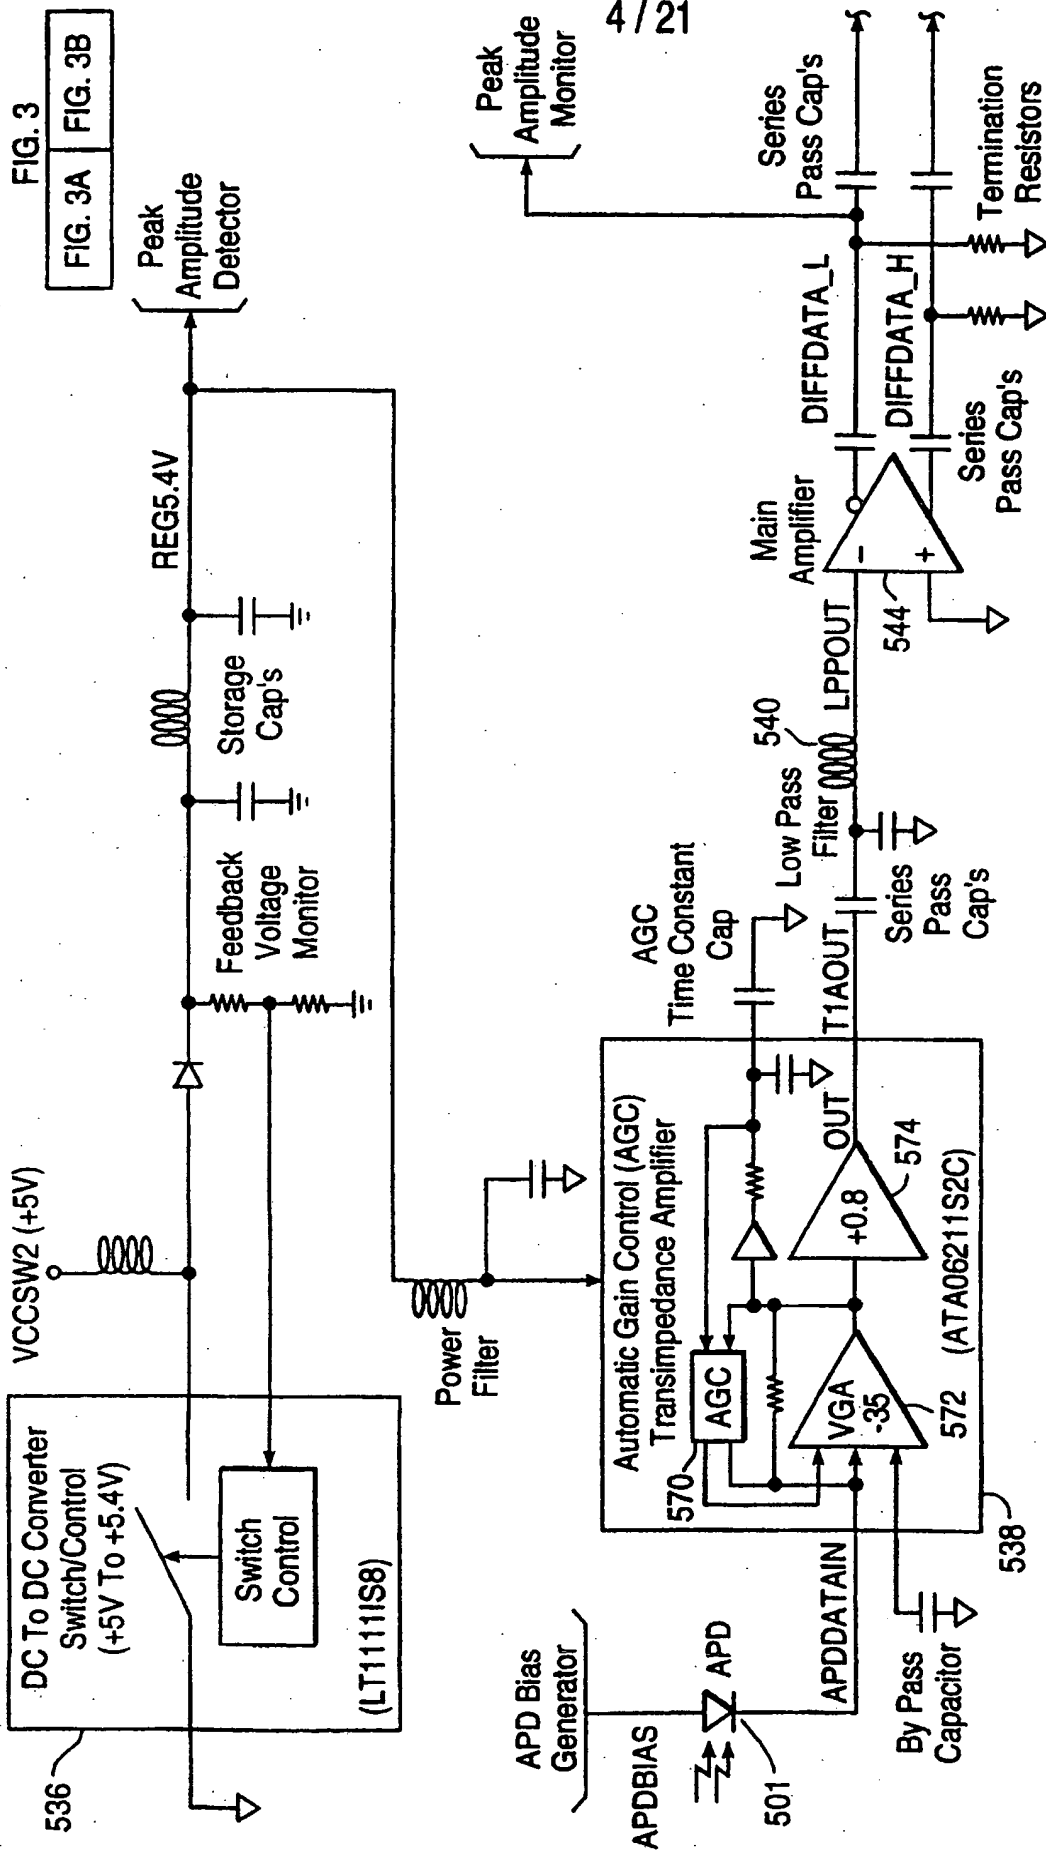 4/21
FIG. 3
FIG. 3A
FIG. 3B
DC To DC Converter
Switch/Control
(+5V To +5.4V)
Switch
Control
(LT1111IS8)
536
VCCSW2 (+5V)
Feedback
Voltage
Monitor
Storage
Cap's
REG5.4V
Peak
Amplitude
Detector
Power
Filter
Peak
Amplitude
Monitor
APD Bias
Generator
APDBIAS
APD
501
APDDATAIN
By Pass
Capacitor
Automatic Gain Control (AGC)
Transimpedance Amplifier
AGC
570
VGA
-35
572
+0.8
574
OUT
(ATA06211S2C)
538
AGC
Time Constant
Cap
T1AOUT
Series
Pass
Cap's
Low Pass
Filter
540
LPPOUT
Main
Amplifier
-
+
544
DIFFDATA_L
DIFFDATA_H
Series
Pass Cap's
Series
Pass Cap's
Termination
Resistors